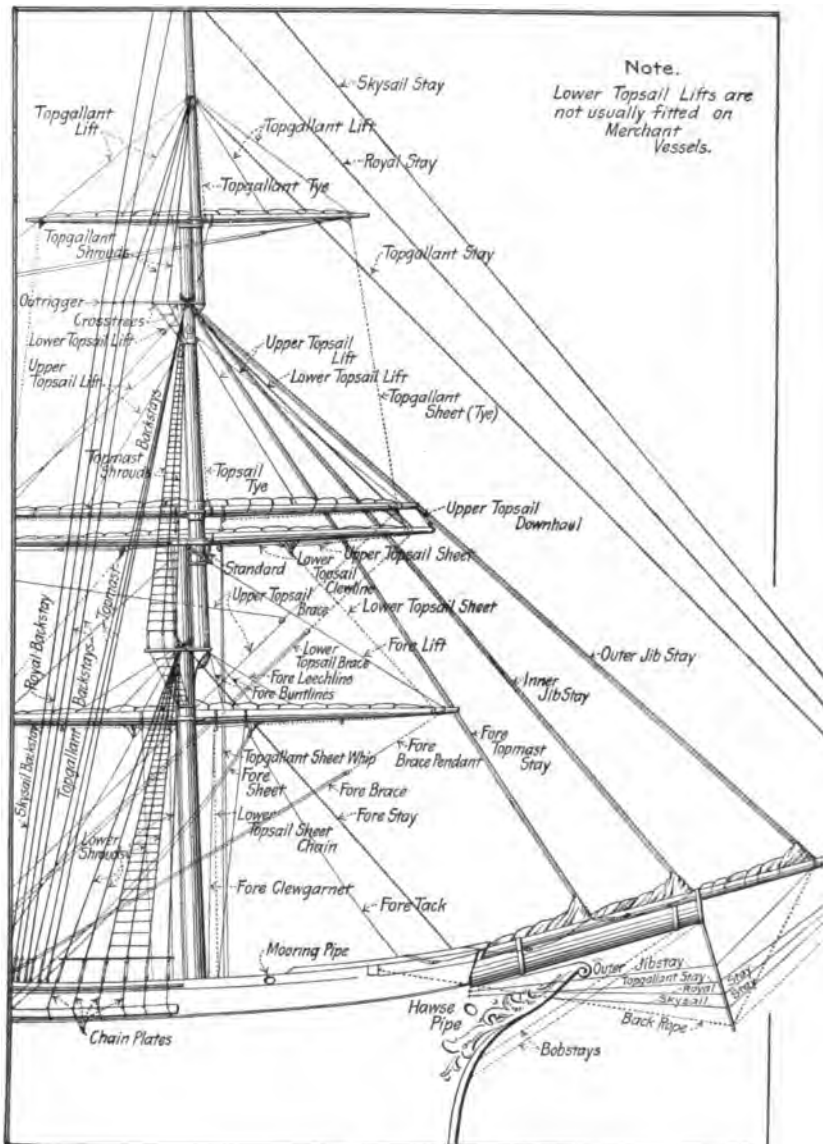 Note.
Lower Topsail Lifts are
not usually fitted on
Merchant
Vessels.
Skysail Stay
Topgallant
Lift
Topgallant Lift
Royal Stay
Topgallant Tye
Topgallant
Shrouds
Topgallant Stay
Outrigger
Crosstrees
Lower Topsail Lift
Upper
Topsail Lift
Upper Topsail
Lift
Lower Topsail Lift
Topgallant
Sheet (Tye)
Backstays
Topmast
Shrouds
Topsail
Tye
Upper Topsail
Downhaul
Standard
Lower
Topsail
Clewline
Upper Topsail Sheet
Upper Topsail
Brace
Lower Topsail Sheet
Topmast
Royal Backstay
Backstays
Lower
Topsail Brace
Fore Lift
Outer Jib Stay
Fore Leechline
Fore Buntlines
Inner
Jib Stay
Skysail Backstay
Topgallant
Topgallant Sheet Whip
Fore
Brace Pendant
Fore
Topmast
Stay
Fore
Sheet
Fore Brace
Lower
Topsail Sheet
Chain
Fore Stay
Lower
Shrouds
Fore Clewgarnet
Fore Tack
Mooring Pipe
Outer Jibstay
Topgallant Stay
Royal
Skysail
Stay
Hawse
Pipe
Back Rope
Chain Plates
Bobstays